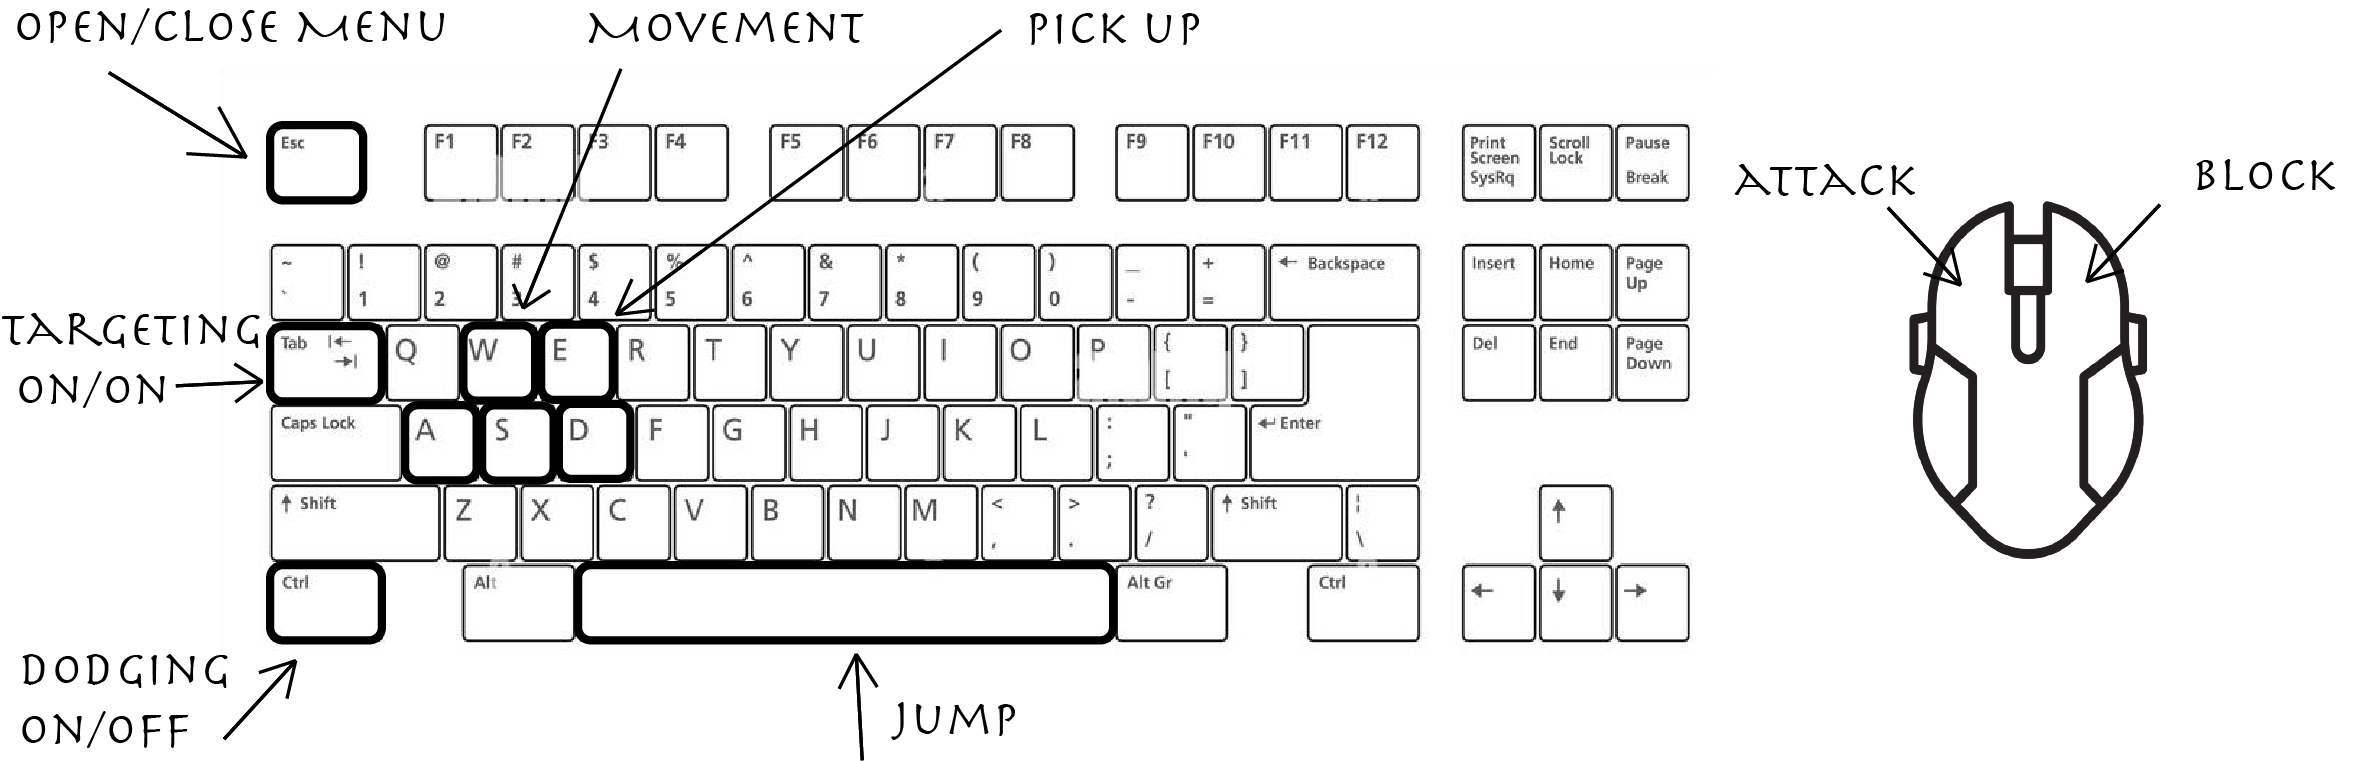 OPEN/CLOSE MENU
MOVEMENT
PICK UP
Esc
F1 F2 F3 F4 F5 F6 F7 F8 F9 F10 F11 F12
Print Screen SysRq
Scroll Lock
Pause Break
ATTACK
BLOCK
~ ! @ # $ % ^ & * ( ) _ + ← Backspace
` 1 2 3 4 5 6 7 8 9 0 - =
Insert Home Page Up
TARGETING
ON/ON
Tab Q W E R T Y U I O P { }
[ ]
Del End Page Down
Caps Lock A S D F G H J K L : " ↵ Enter
; '
↑ Shift Z X C V B N M < > ? ↑ Shift ¦
, . / \
↑
Ctrl Alt Alt Gr Ctrl
← ↓ →
DODGING
ON/OFF
JUMP